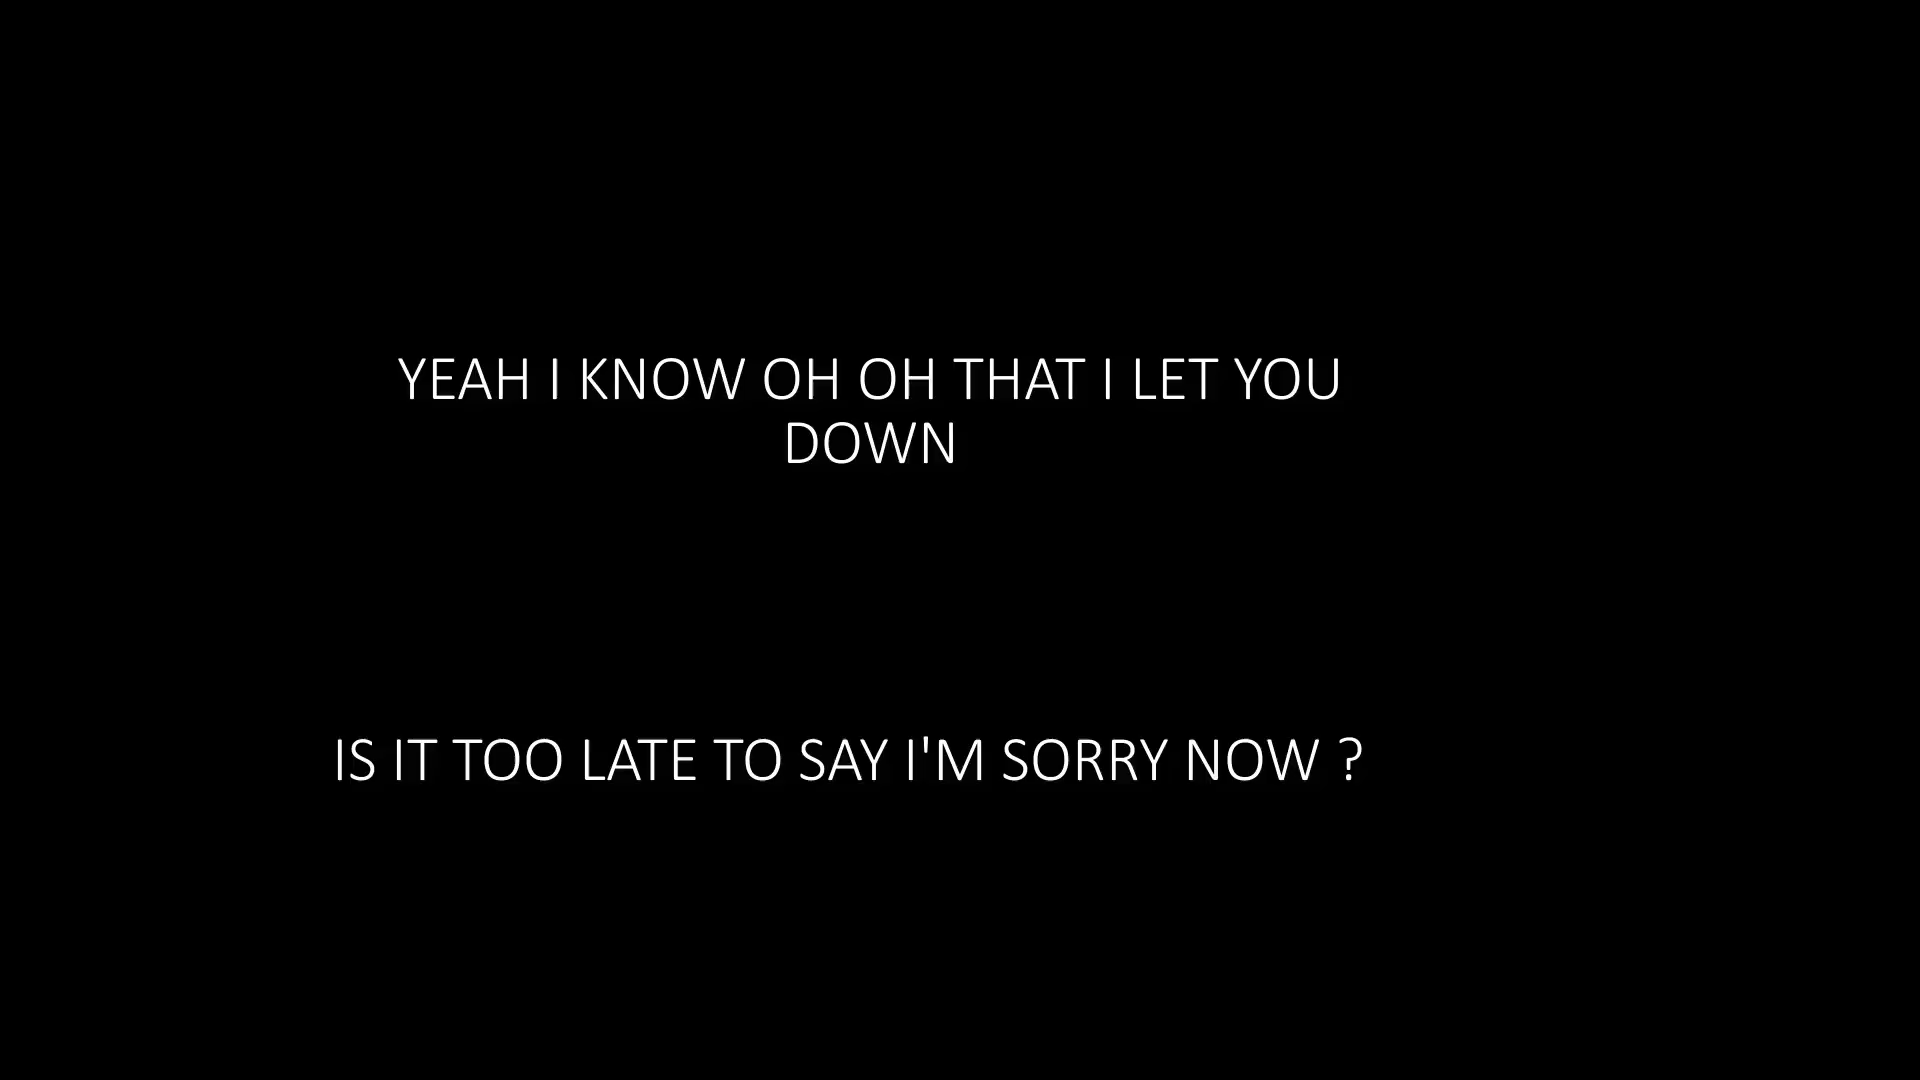 YEAH I KNOW OH OH THAT I LET YOU
DOWN
IS IT TOO LATE TO SAY I'M SORRY NOW ?